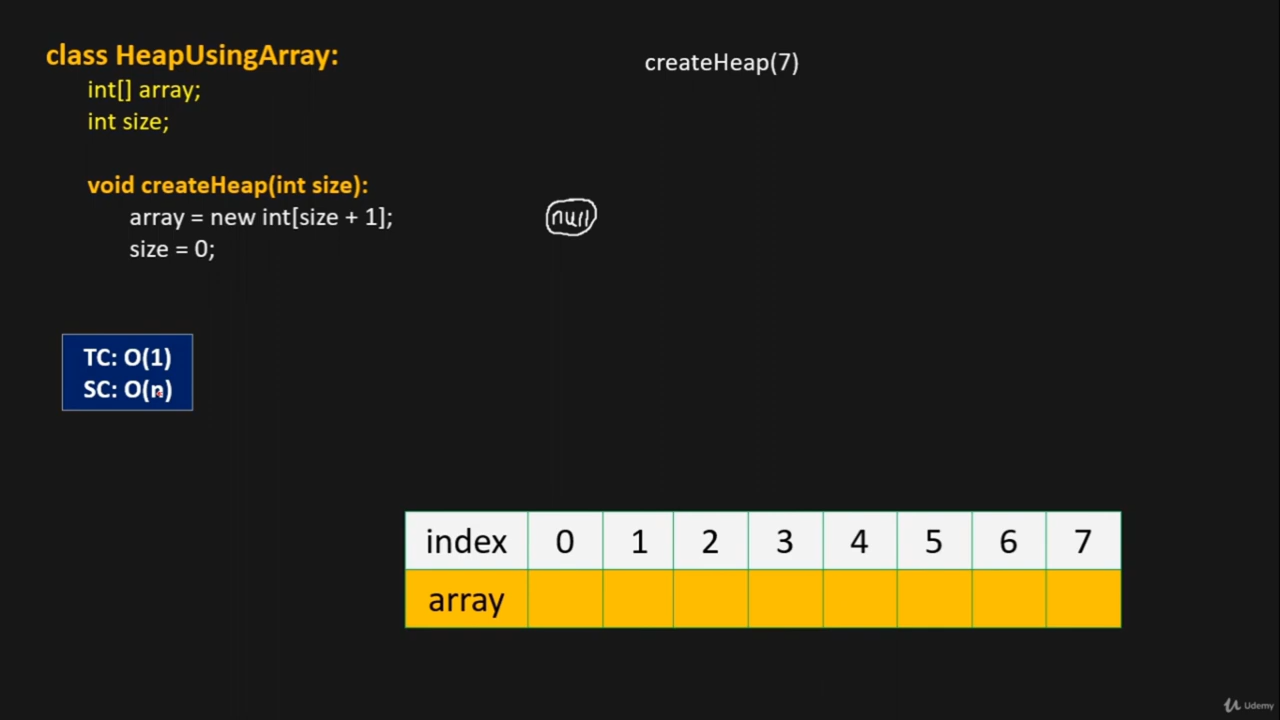 class HeapUsingArray:
int[] array;
int size;
void createHeap(int size):
array = new int[size + 1];
size = 0;
createHeap(7)
null
TC: O(1)
SC: O(n)
index 0 1 2 3 4 5 6 7
array
Udemy